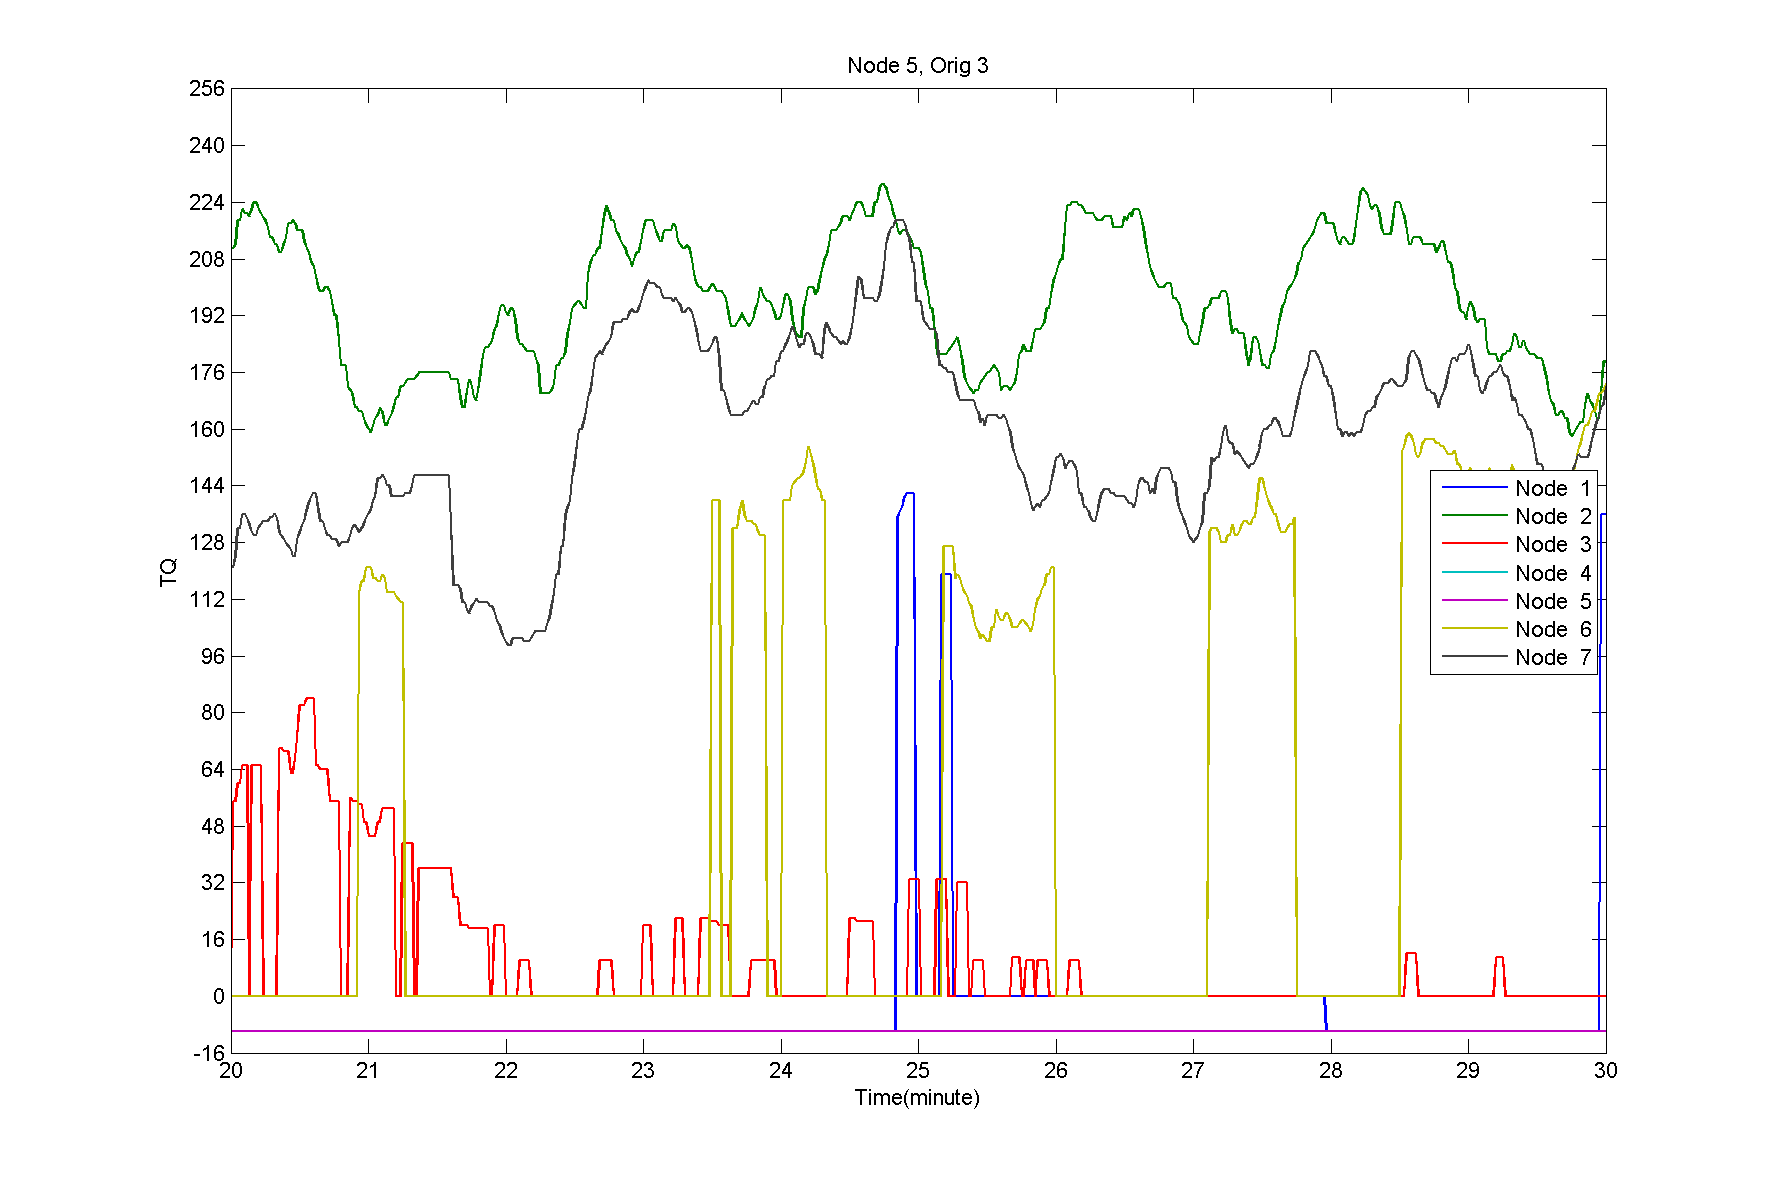 Node 5, Orig 3
256
240
224
208
192
176
160
144
128
112
96
80
64
48
32
16
0
-16
TQ
Node 1
Node 2
Node 3
Node 4
Node 5
Node 6
Node 7
20 21 22 23 24 25 26 27 28 29 30
Time(minute)